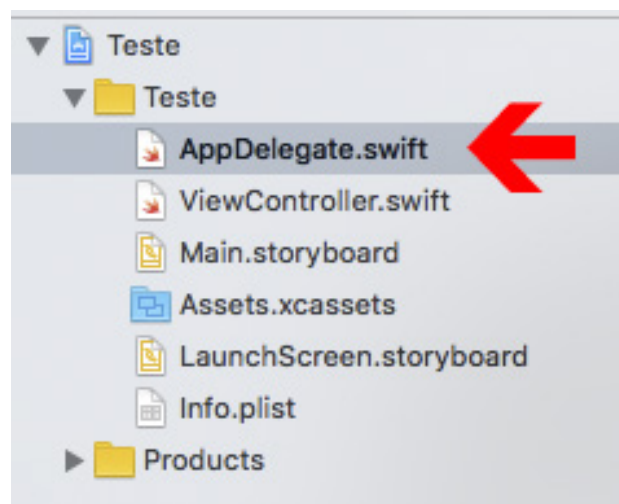 Teste
Teste
AppDelegate.swift
ViewController.swift
Main.storyboard
Assets.xcassets
LaunchScreen.storyboard
Info.plist
Products